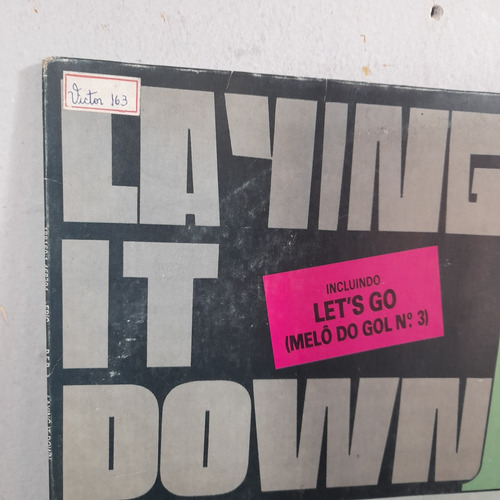 Victor 163
LAYING
IT
DOWN
INCLUINDO
LET'S GO
(MELÔ DO GOL Nº 3)